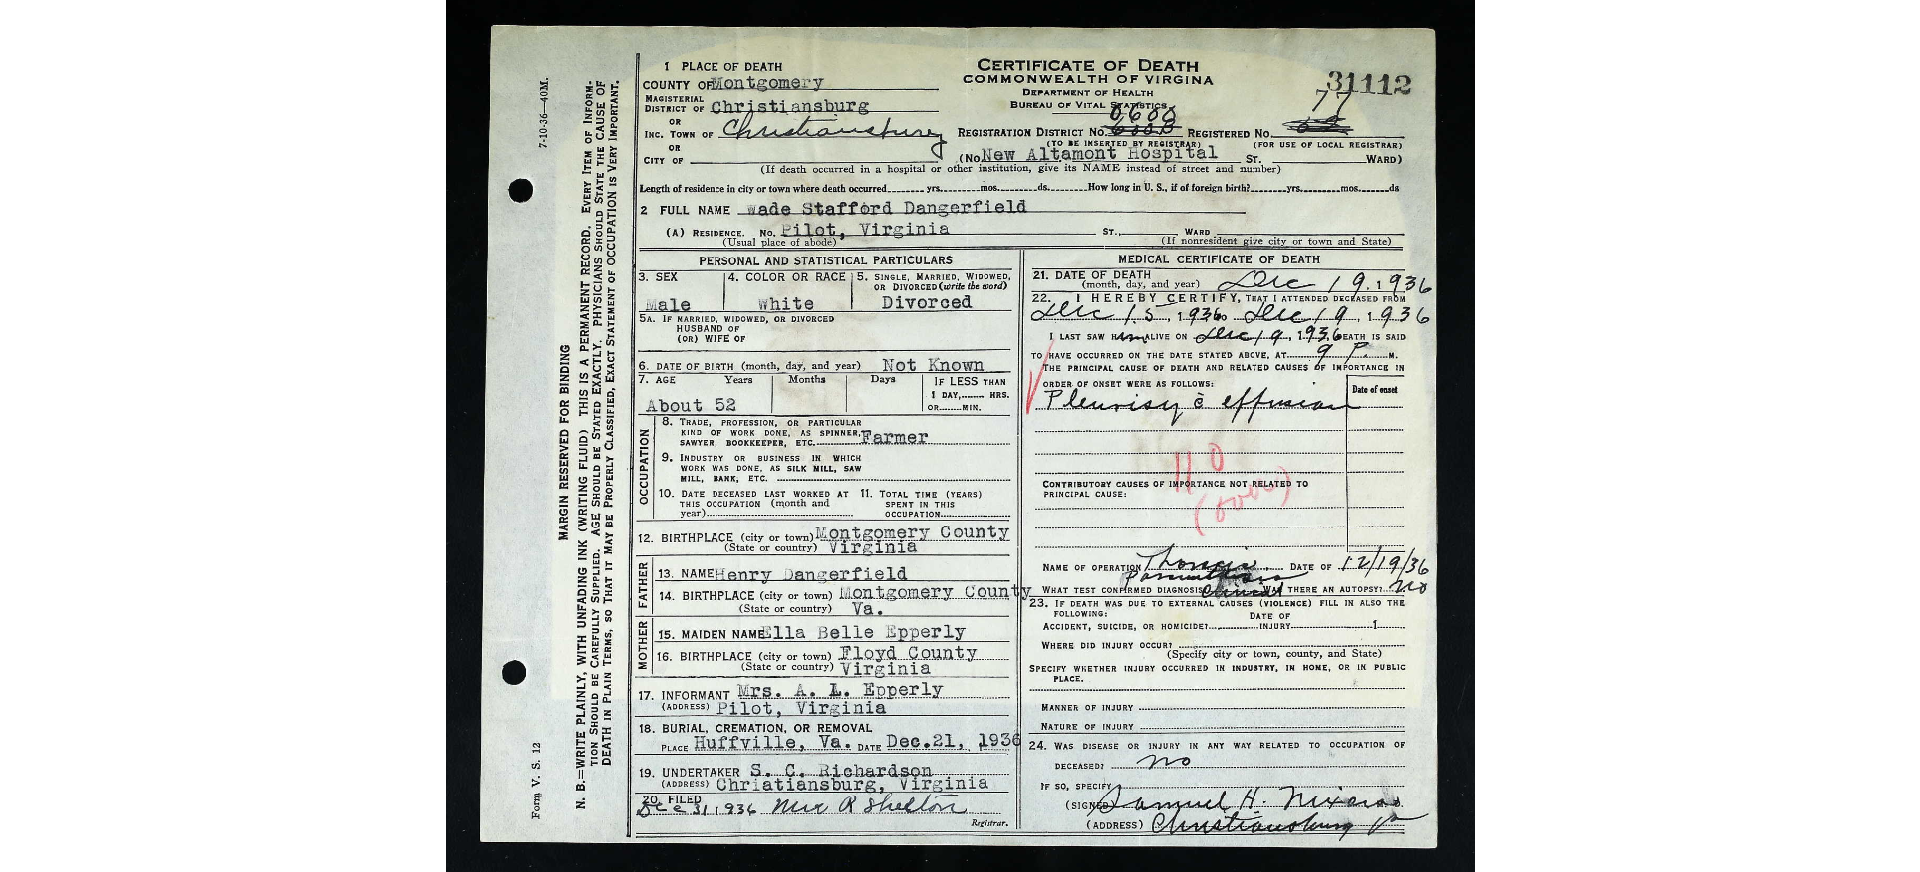 7-10-36—40M.
MARGIN RESERVED FOR BINDING
N. B.=WRITE PLAINLY, WITH UNFADING INK (WRITING FLUID) THIS IS A PERMANENT RECORD. EVERY ITEM OF INFORM-
TION SHOULD BE CAREFULLY SUPPLIED. AGE SHOULD BE STATED EXACTLY. PHYSICIANS SHOULD STATE THE CAUSE OF
DEATH IN PLAIN TERMS, SO THAT IT MAY BE PROPERLY CLASSIFIED, EXACT STATEMENT OF OCCUPATION IS VERY IMPORTANT.
Form V. S. 12
CERTIFICATE OF DEATH
COMMONWEALTH OF VIRGINA
DEPARTMENT OF HEALTH
BUREAU OF VITAL STATISTICS
31112
1 PLACE OF DEATH
COUNTY OF Montgomery
MAGISTERIAL
DISTRICT OF Christiansburg
OR
INC. TOWN OF Christiansburg
OR
CITY OF
0600
77
REGISTRATION DISTRICT No. REGISTERED No.
(TO BE INSERTED BY REGISTRAR) (FOR USE OF LOCAL REGISTRAR)
(No. New Altamont Hospital ST. WARD)
(If death occurred in a hospital or other institution, give its NAME instead of street and number)
Length of residence in city or town where death occurred yrs. mos. ds. How long in U. S., if of foreign birth? yrs. mos. ds
2 FULL NAME Wade Stafford Dangerfield
(A) RESIDENCE. No. Pilot, Virginia ST., WARD
(Usual place of abode) (If nonresident give city or town and State)
PERSONAL AND STATISTICAL PARTICULARS
3. SEX 4. COLOR OR RACE 5. SINGLE, MARRIED, WIDOWED,
OR DIVORCED (write the word)
Male White Divorced
5A. IF MARRIED, WIDOWED, OR DIVORCED
HUSBAND OF
(OR) WIFE OF
6. DATE OF BIRTH (month, day, and year) Not Known
7. AGE Years Months Days IF LESS THAN
1 DAY, HRS.
OR MIN.
About 52
OCCUPATION
8. TRADE, PROFESSION, OR PARTICULAR
KIND OF WORK DONE, AS SPINNER,
SAWYER BOOKKEEPER, ETC. Farmer
9. INDUSTRY OR BUSINESS IN WHICH
WORK WAS DONE, AS SILK MILL, SAW
MILL, BANK, ETC.
10. DATE DECEASED LAST WORKED AT 11. TOTAL TIME (YEARS)
THIS OCCUPATION (month and SPENT IN THIS
year) OCCUPATION
12. BIRTHPLACE (city or town) Montgomery County
(State or country) Virginia
FATHER
13. NAME Henry Dangerfield
14. BIRTHPLACE (city or town) Montgomery County
(State or country) Va.
MOTHER
15. MAIDEN NAME Ella Belle Epperly
16. BIRTHPLACE (city or town) Floyd County
(State or country) Virginia
17. INFORMANT Mrs. A. L. Epperly
(ADDRESS) Pilot, Virginia
18. BURIAL, CREMATION, OR REMOVAL
PLACE Huffville, Va. DATE Dec.21, 1936
19. UNDERTAKER S. C. Richardson
(ADDRESS) Chriatiansburg, Virginia
20. FILED
Dec 31, 1936 R Shelton
Registrar.
MEDICAL CERTIFICATE OF DEATH
21. DATE OF DEATH
(month, day, and year) Dec 19, 1936
22. I HEREBY CERTIFY, THAT I ATTENDED DECEASED FROM
Dec 15, 1936 TO Dec 19, 1936
I LAST SAW him ALIVE ON Dec 19, 1936 DEATH IS SAID
TO HAVE OCCURRED ON THE DATE STATED ABOVE, AT 9 P. M.
THE PRINCIPAL CAUSE OF DEATH AND RELATED CAUSES OF IMPORTANCE IN
ORDER OF ONSET WERE AS FOLLOWS: Date of onset
Pleurisy c̄ effusion
110
CONTRIBUTORY CAUSES OF IMPORTANCE NOT RELATED TO
PRINCIPAL CAUSE:
NAME OF OPERATION DATE OF 12/19/36
WHAT TEST CONFIRMED DIAGNOSIS Clinical WAS THERE AN AUTOPSY? No
23. IF DEATH WAS DUE TO EXTERNAL CAUSES (VIOLENCE) FILL IN ALSO THE
FOLLOWING:
DATE OF
ACCIDENT, SUICIDE, OR HOMICIDE? INJURY 1
WHERE DID INJURY OCCUR?
(Specify city or town, county, and State)
SPECIFY WHETHER INJURY OCCURRED IN INDUSTRY, IN HOME, OR IN PUBLIC
PLACE.
MANNER OF INJURY
NATURE OF INJURY
24. WAS DISEASE OR INJURY IN ANY WAY RELATED TO OCCUPATION OF
DECEASED? No
IF SO, SPECIFY
(SIGNED) Samuel H.
(ADDRESS) Christiansburg Va